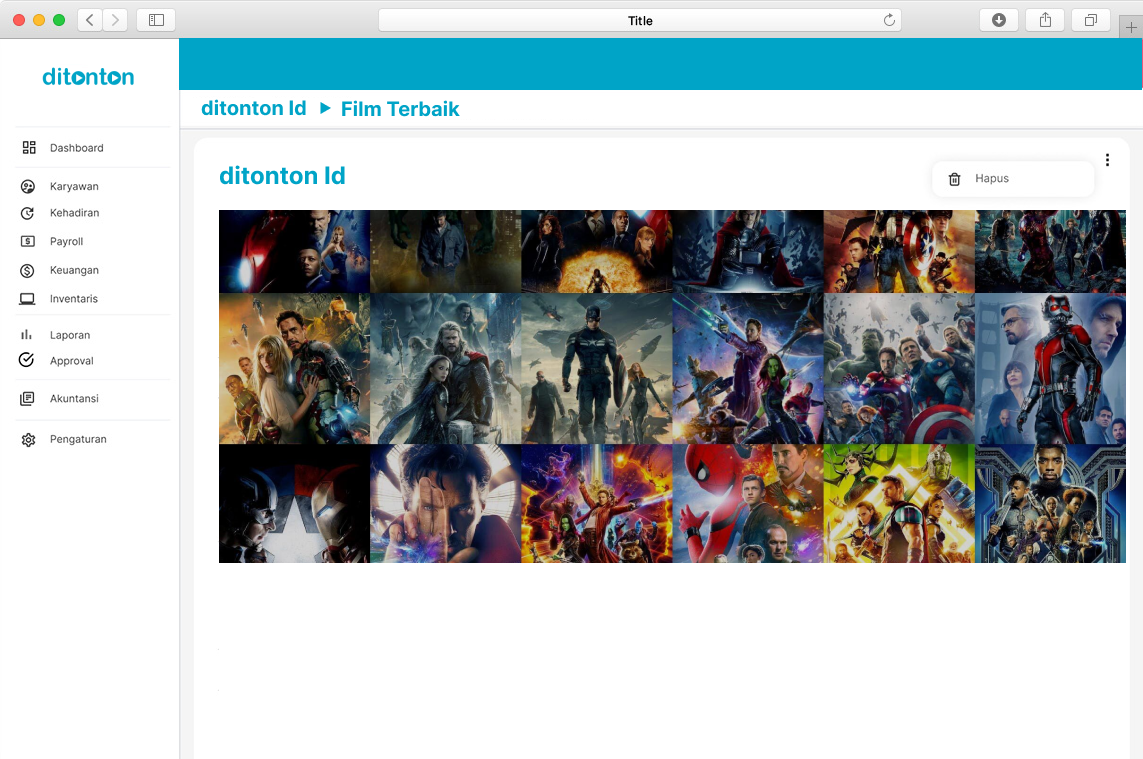 Title
ditonton
ditonton Id ▶ Film Terbaik
Dashboard
Karyawan
Kehadiran
Payroll
Keuangan
Inventaris
Laporan
Approval
Akuntansi
Pengaturan
ditonton Id
Hapus